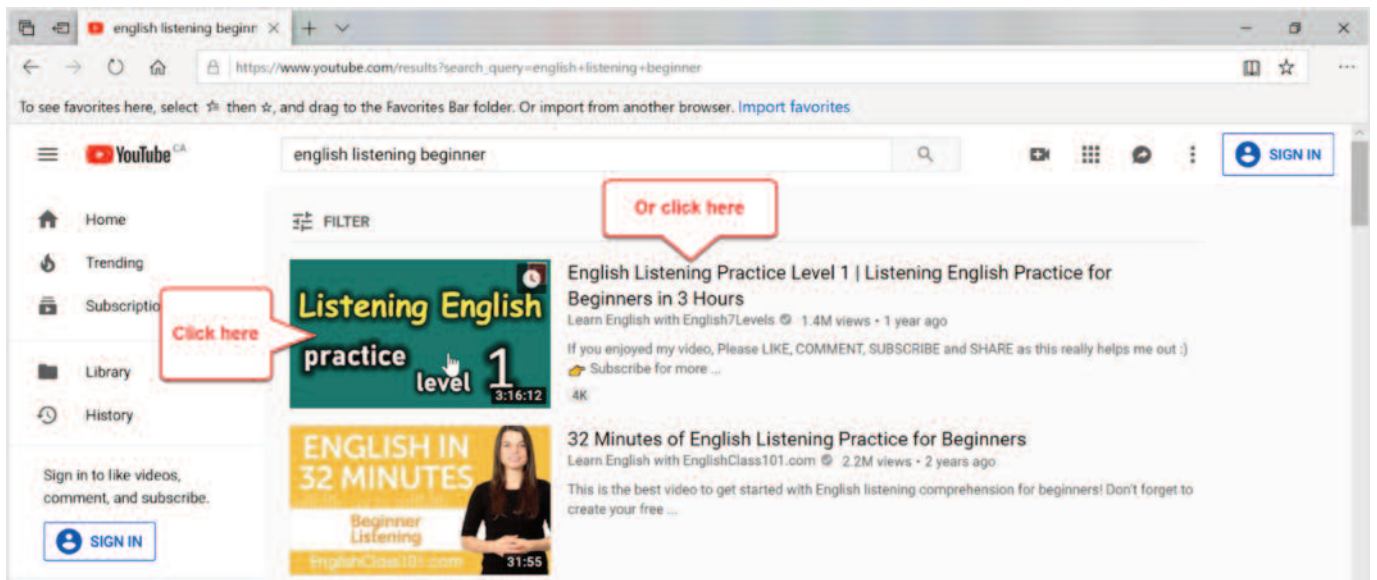 english listening beginn
https://www.youtube.com/results?search_query=english+listening+beginner
To see favorites here, select ☆ then ☆, and drag to the Favorites Bar folder. Or import from another browser. Import favorites
YouTube CA
english listening beginner
SIGN IN
Home
Trending
Subscriptio
Library
History
Sign in to like videos,
comment, and subscribe.
SIGN IN
FILTER
Or click here
Click here
Listening English
practice
level 1
3:16:12
English Listening Practice Level 1 | Listening English Practice for
Beginners in 3 Hours
Learn English with English7Levels 1.4M views • 1 year ago
If you enjoyed my video, Please LIKE, COMMENT, SUBSCRIBE and SHARE as this really helps me out :)
👉 Subscribe for more ...
4K
ENGLISH IN
32 MINUTES
Beginner
Listening
EnglishClass101.com
31:55
32 Minutes of English Listening Practice for Beginners
Learn English with EnglishClass101.com 2.2M views • 2 years ago
This is the best video to get started with English listening comprehension for beginners! Don't forget to
create your free ...